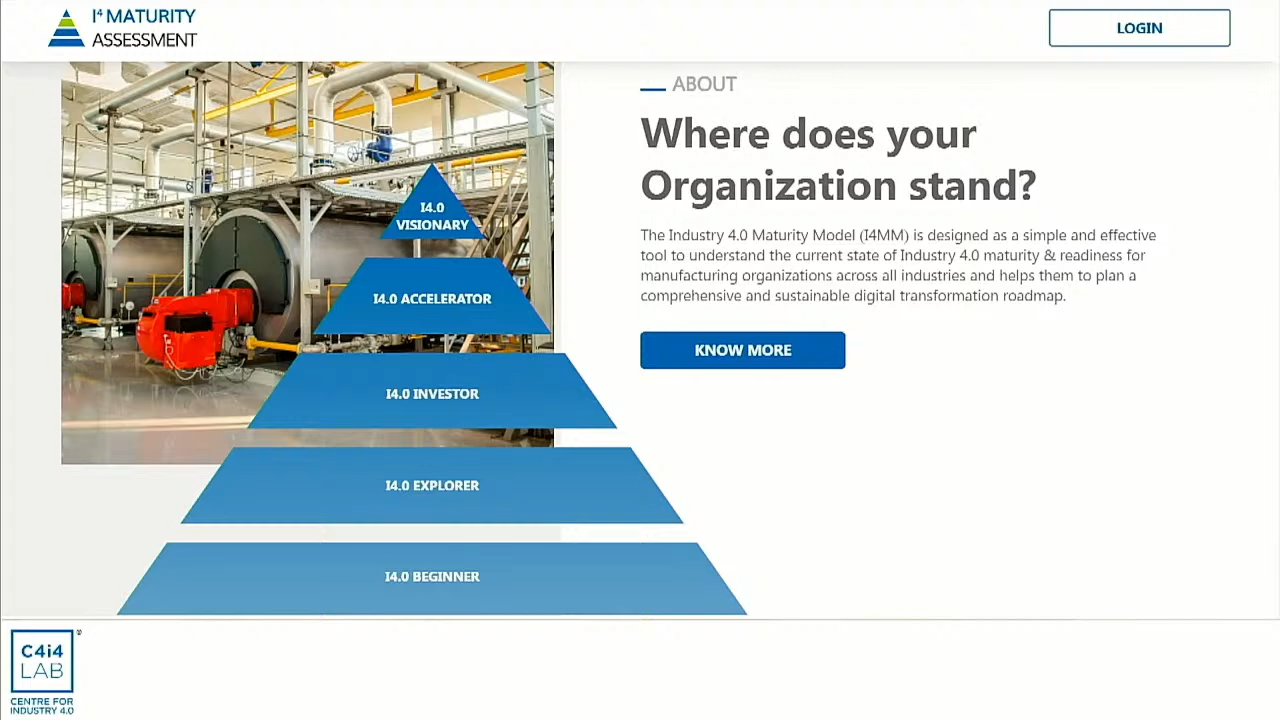 I⁴ MATURITY
ASSESSMENT
LOGIN
ABOUT
Where does your
Organization stand?
The Industry 4.0 Maturity Model (I4MM) is designed as a simple and effective
tool to understand the current state of Industry 4.0 maturity & readiness for
manufacturing organizations across all industries and helps them to plan a
comprehensive and sustainable digital transformation roadmap.
KNOW MORE
I4.0
VISIONARY
I4.0 ACCELERATOR
I4.0 INVESTOR
I4.0 EXPLORER
I4.0 BEGINNER
C4i4
LAB
®
CENTRE FOR
INDUSTRY 4.0